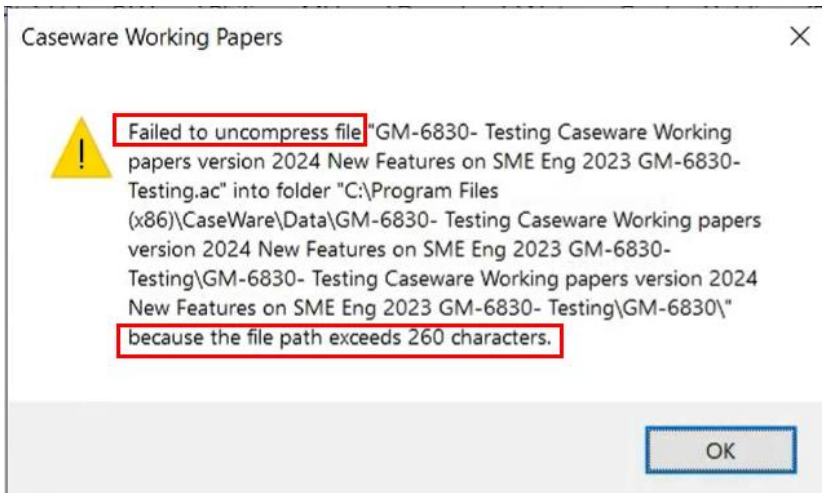 Caseware Working Papers
Failed to uncompress file "GM-6830- Testing Caseware Working
papers version 2024 New Features on SME Eng 2023 GM-6830-
Testing.ac" into folder "C:\Program Files
(x86)\CaseWare\Data\GM-6830- Testing Caseware Working papers
version 2024 New Features on SME Eng 2023 GM-6830-
Testing\GM-6830- Testing Caseware Working papers version 2024
New Features on SME Eng 2023 GM-6830- Testing\GM-6830\"
because the file path exceeds 260 characters.
OK